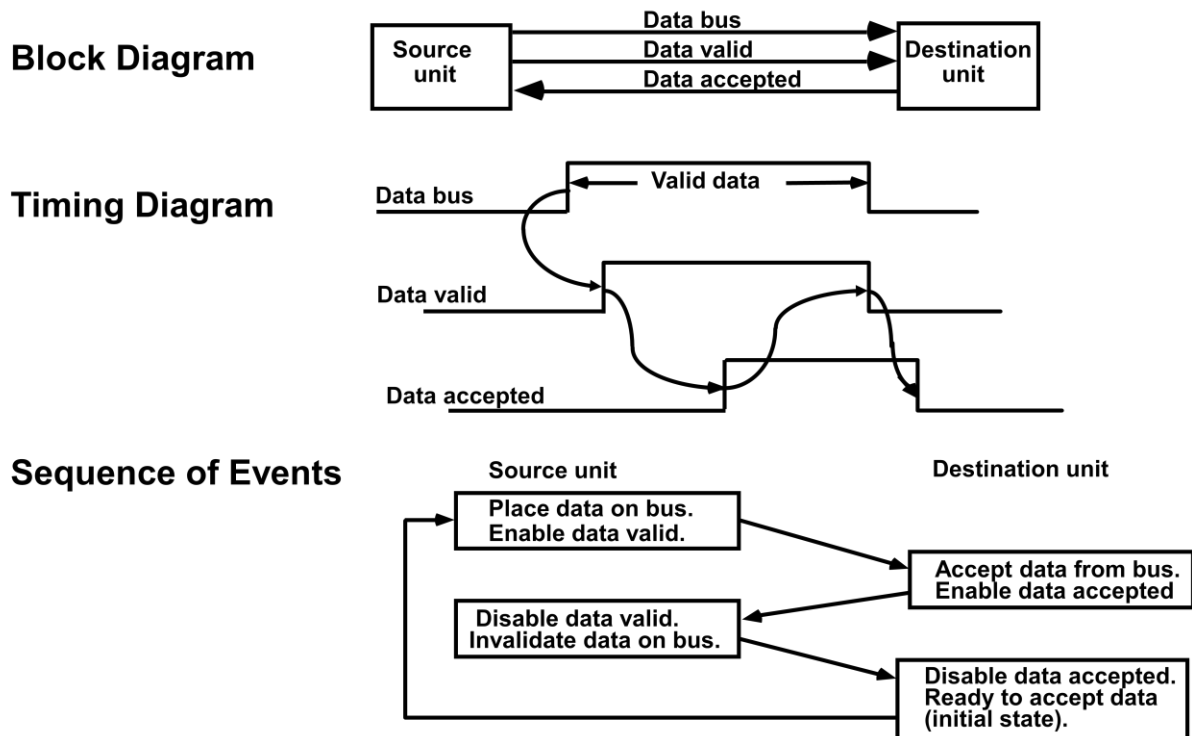 Block Diagram
Source
unit
Data bus
Data valid
Data accepted
Destination
unit
Timing Diagram
Data bus
Valid data
Data valid
Data accepted
Sequence of Events
Source unit
Destination unit
Place data on bus.
Enable data valid.
Accept data from bus.
Enable data accepted
Disable data valid.
Invalidate data on bus.
Disable data accepted.
Ready to accept data
(initial state).